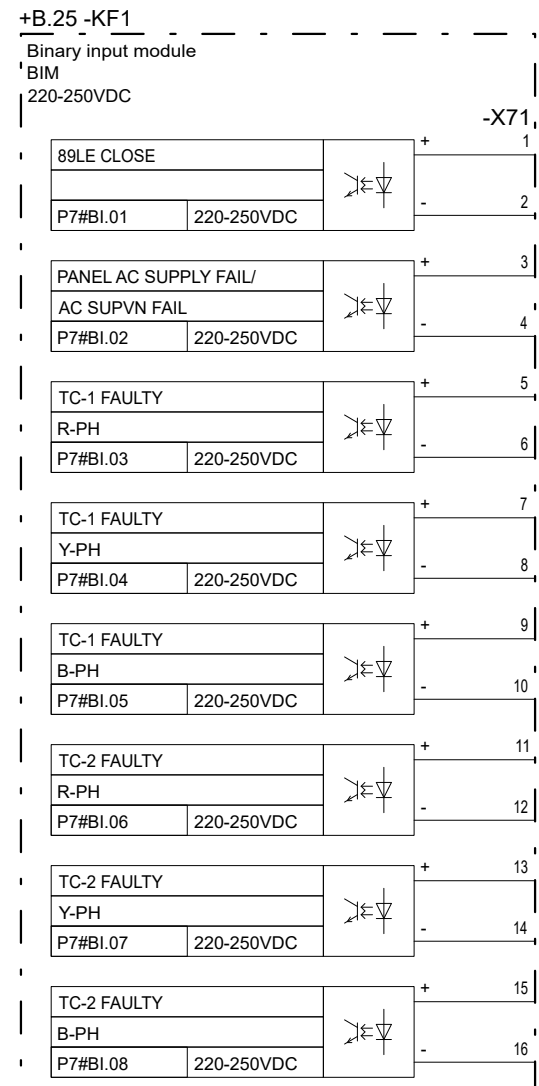 +B.25 -KF1
Binary input module
BIM
220-250VDC
-X71
89LE CLOSE
+ 1
P7#BI.01 220-250VDC
- 2
PANEL AC SUPPLY FAIL/
+ 3
AC SUPVN FAIL
P7#BI.02 220-250VDC
- 4
TC-1 FAULTY
+ 5
R-PH
P7#BI.03 220-250VDC
- 6
TC-1 FAULTY
+ 7
Y-PH
P7#BI.04 220-250VDC
- 8
TC-1 FAULTY
+ 9
B-PH
P7#BI.05 220-250VDC
- 10
TC-2 FAULTY
+ 11
R-PH
P7#BI.06 220-250VDC
- 12
TC-2 FAULTY
+ 13
Y-PH
P7#BI.07 220-250VDC
- 14
TC-2 FAULTY
+ 15
B-PH
P7#BI.08 220-250VDC
- 16